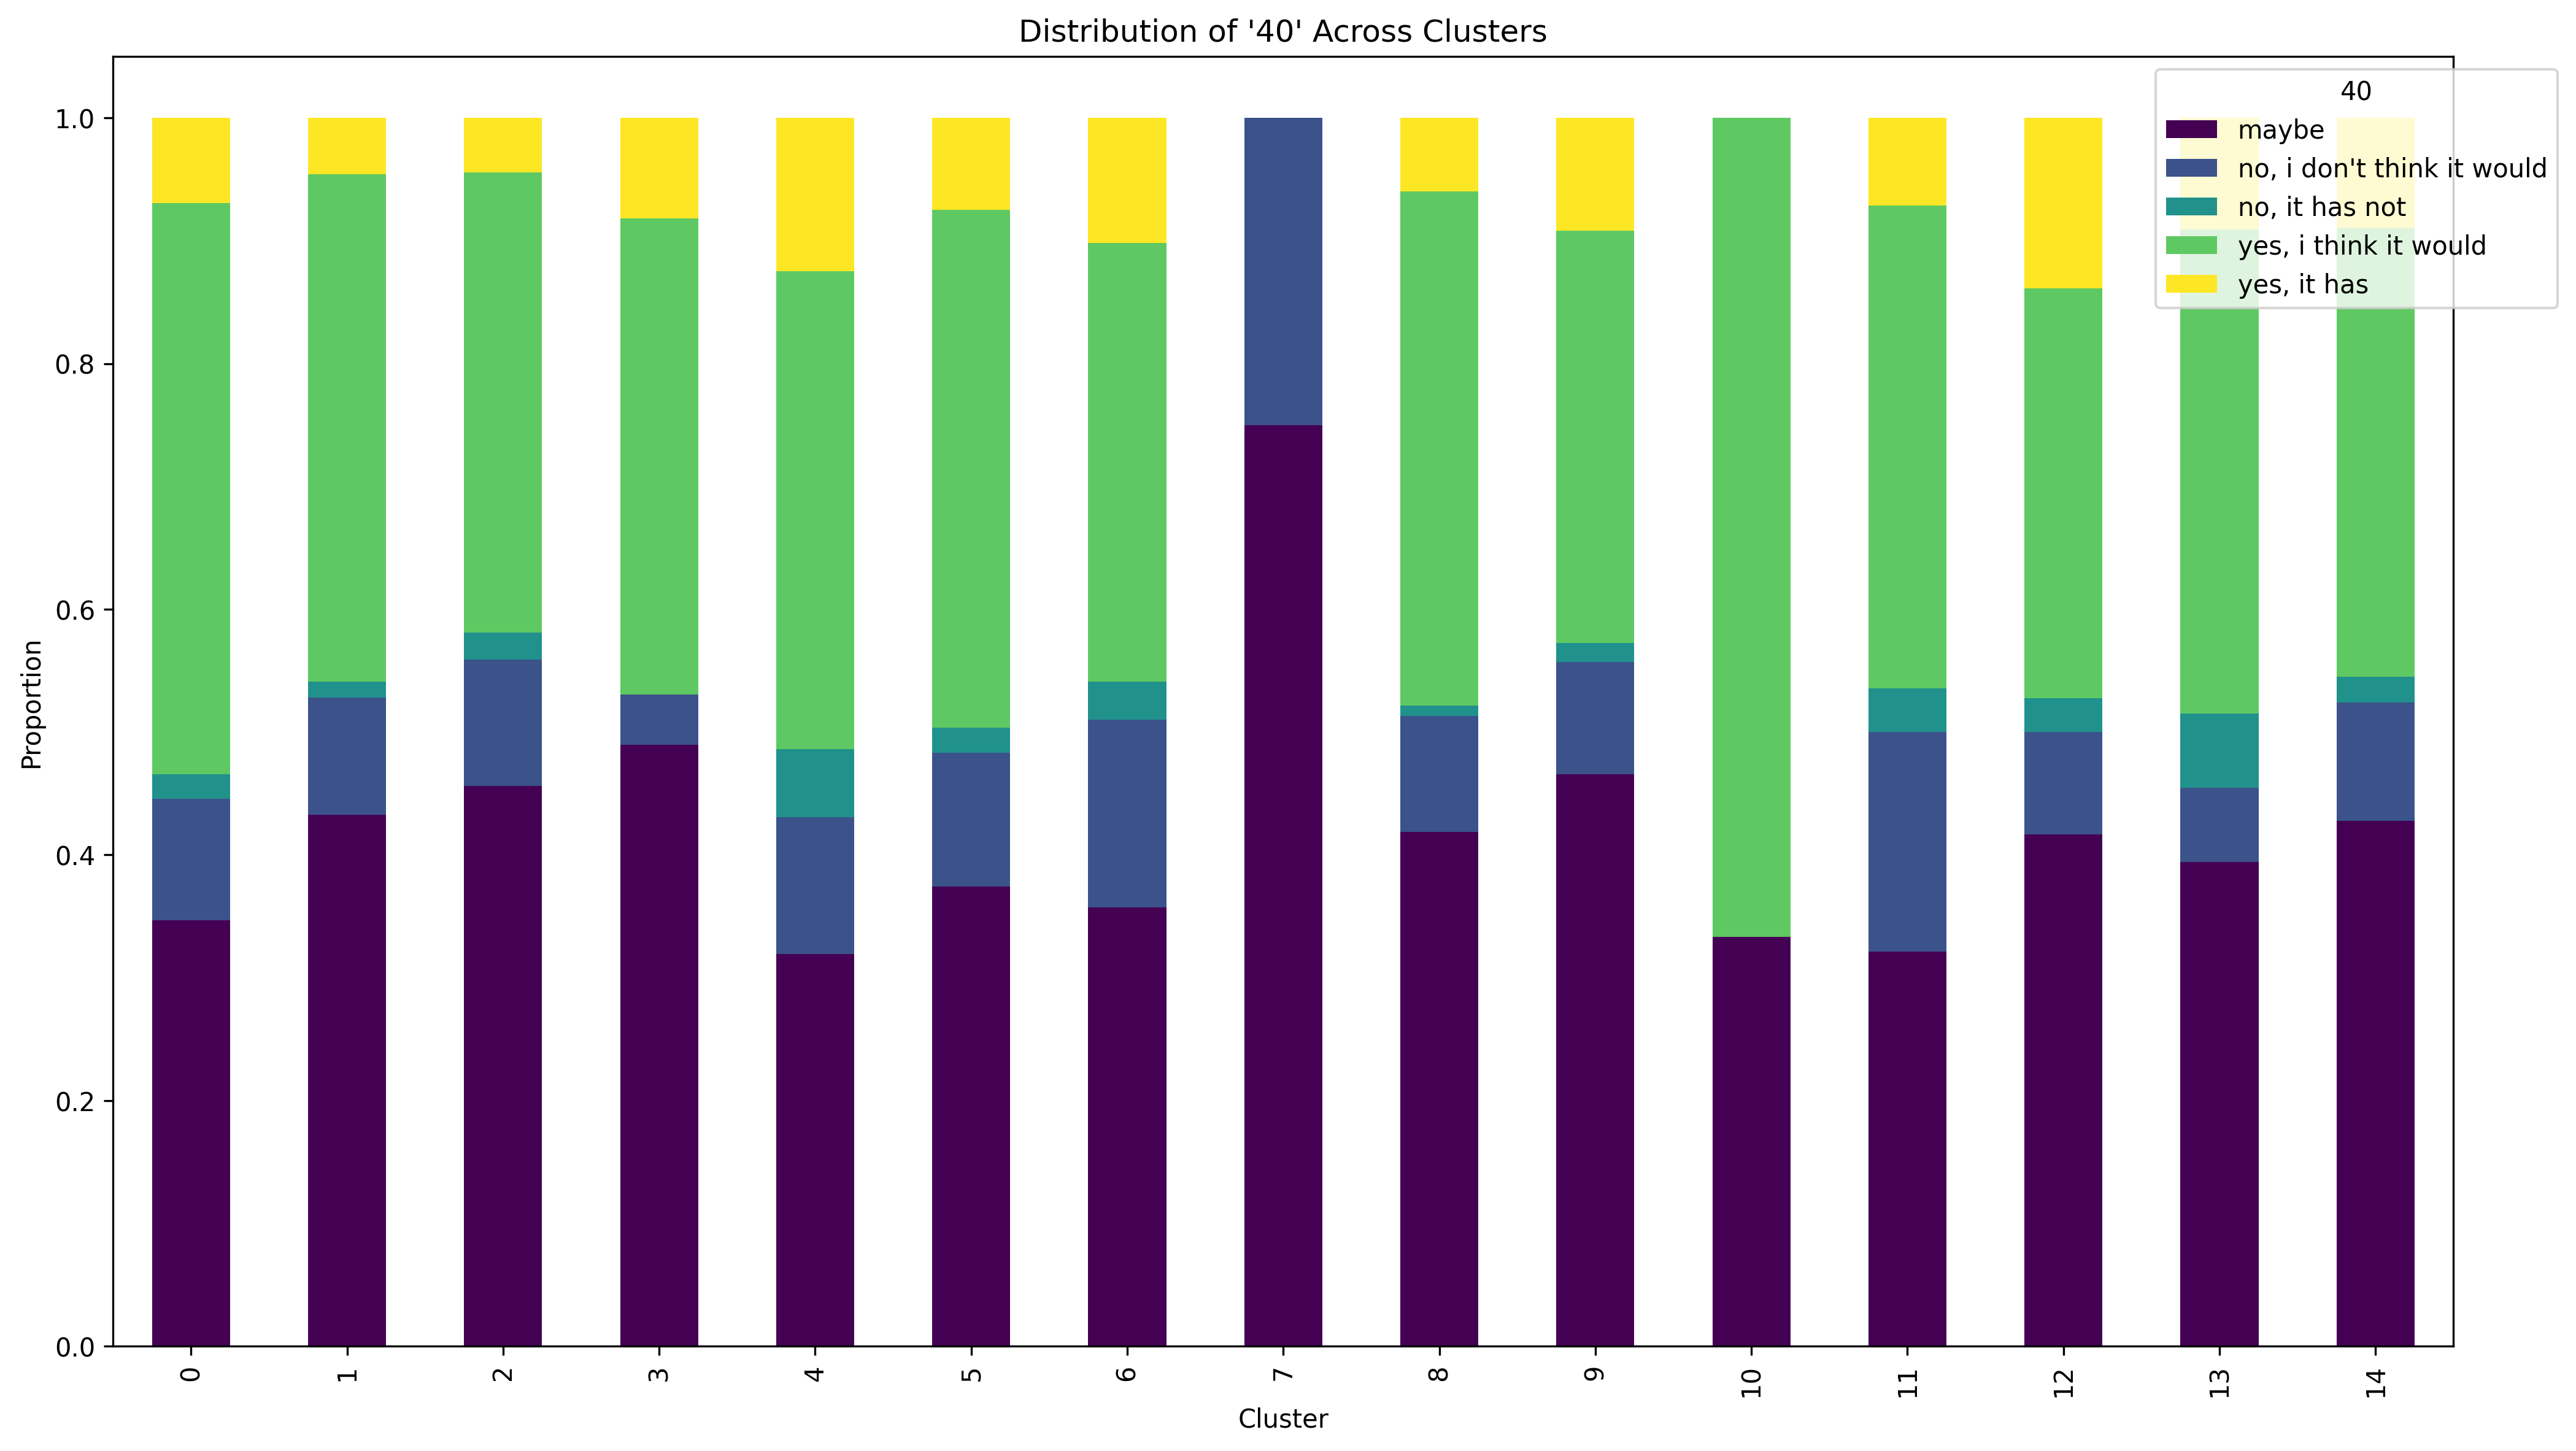 Distribution of '40' Across Clusters
40
maybe
no, i don't think it would
no, it has not
yes, i think it would
yes, it has
1.0
0.8
0.6
0.4
0.2
0.0
Proportion
0 1 2 3 4 5 6 7 8 9 10 11 12 13 14
Cluster